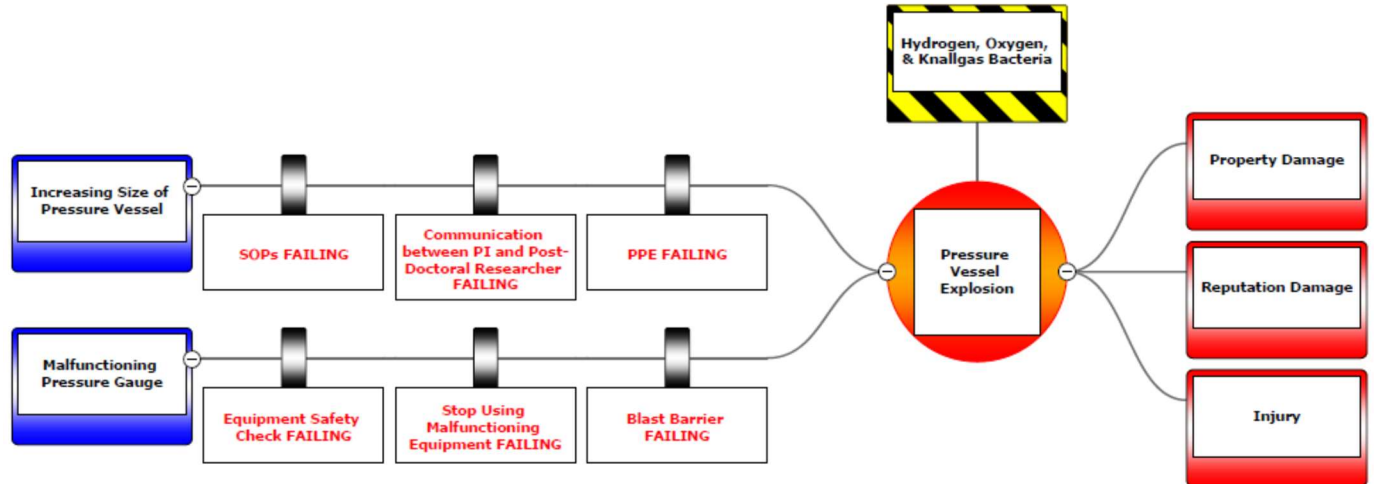 Hydrogen, Oxygen,
& Knallgas Bacteria
Increasing Size of
Pressure Vessel
SOPs FAILING
Communication
between PI and Post-
Doctoral Researcher
FAILING
PPE FAILING
Malfunctioning
Pressure Gauge
Equipment Safety
Check FAILING
Stop Using
Malfunctioning
Equipment FAILING
Blast Barrier
FAILING
Pressure
Vessel
Explosion
Property Damage
Reputation Damage
Injury